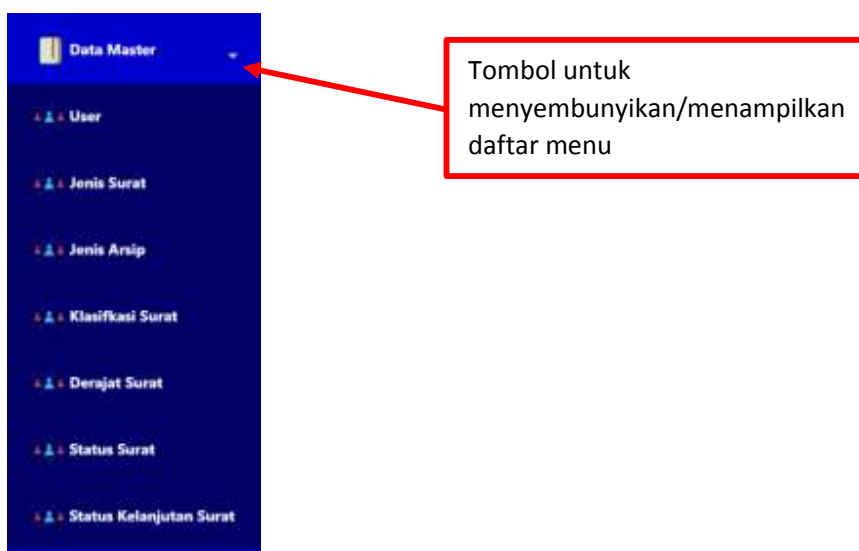 Data Master
Tombol untuk
menyembunyikan/menampilkan
daftar menu
User
Jenis Surat
Jenis Arsip
Klasifkasi Surat
Derajat Surat
Status Surat
Status Kelanjutan Surat